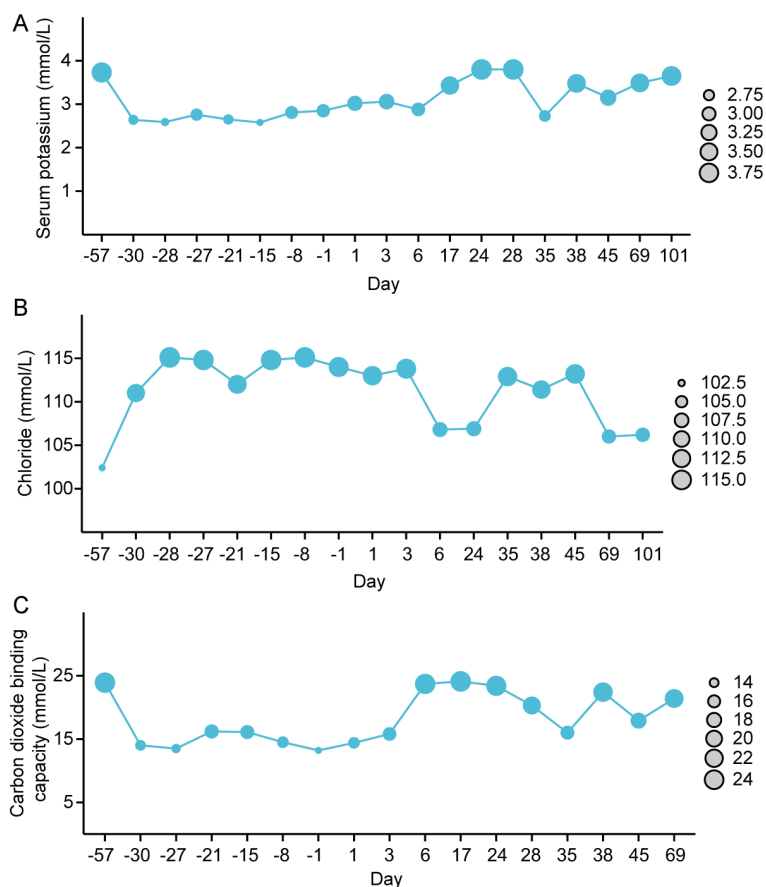 A
Serum potassium (mmol/L)
4
3
2
1
-57 -30 -28 -27 -21 -15 -8 -1 1 3 6 17 24 28 35 38 45 69 101
Day
2.75
3.00
3.25
3.50
3.75
B
Chloride (mmol/L)
115
110
105
100
-57 -30 -28 -27 -21 -15 -8 -1 1 3 6 24 35 38 45 69 101
Day
102.5
105.0
107.5
110.0
112.5
115.0
C
Carbon dioxide binding
capacity (mmol/L)
25
15
5
-57 -30 -27 -21 -15 -8 -1 1 3 6 17 24 28 35 38 45 69
Day
14
16
18
20
22
24